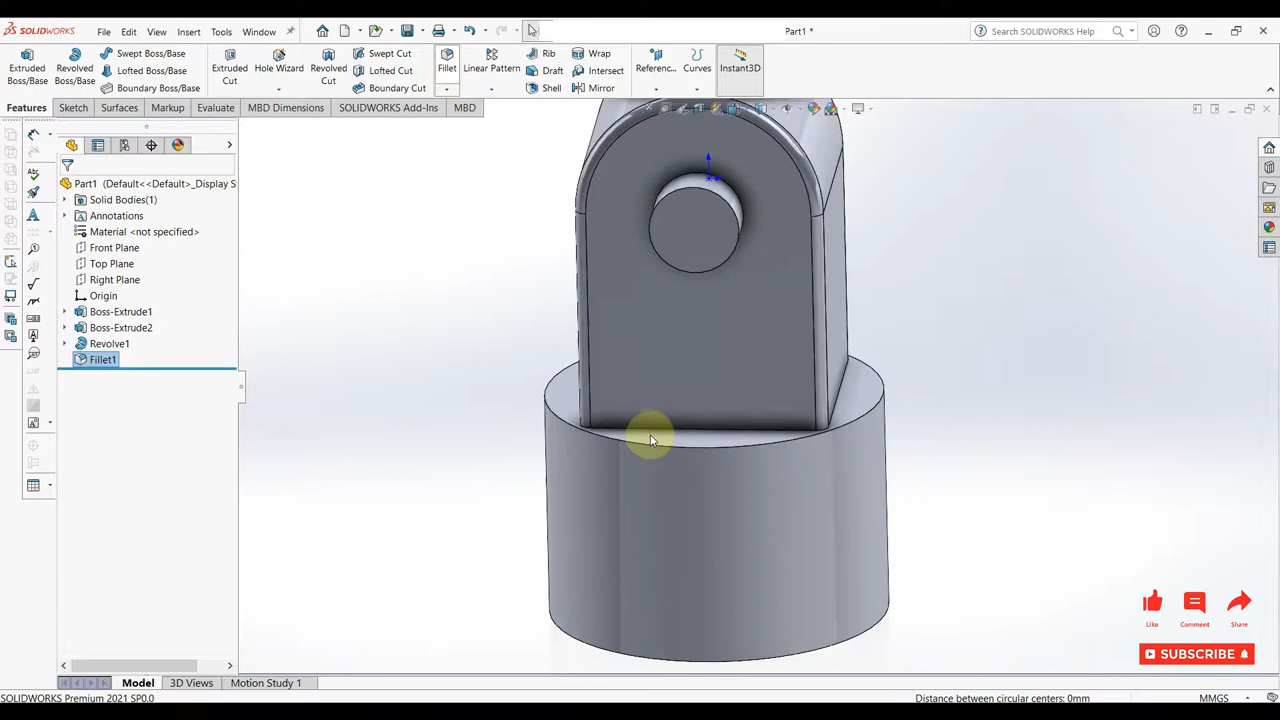 SOLIDWORKS
File Edit View Insert Tools Window
Part1 *
Search SOLIDWORKS Help
Extruded Boss/Base
Revolved Boss/Base
Swept Boss/Base
Lofted Boss/Base
Boundary Boss/Base
Extruded Cut
Hole Wizard
Revolved Cut
Swept Cut
Lofted Cut
Boundary Cut
Fillet
Linear Pattern
Rib
Draft
Shell
Wrap
Intersect
Mirror
Referenc...
Curves
Instant3D
Features Sketch Surfaces Markup Evaluate MBD Dimensions SOLIDWORKS Add-Ins MBD
Part1 (Default<<Default>_Display S
Solid Bodies(1)
Annotations
Material <not specified>
Front Plane
Top Plane
Right Plane
Origin
Boss-Extrude1
Boss-Extrude2
Revolve1
Fillet1
Like Comment Share
SUBSCRIBE
Model 3D Views Motion Study 1
SOLIDWORKS Premium 2021 SP0.0 Distance between circular centers: 0mm MMGS